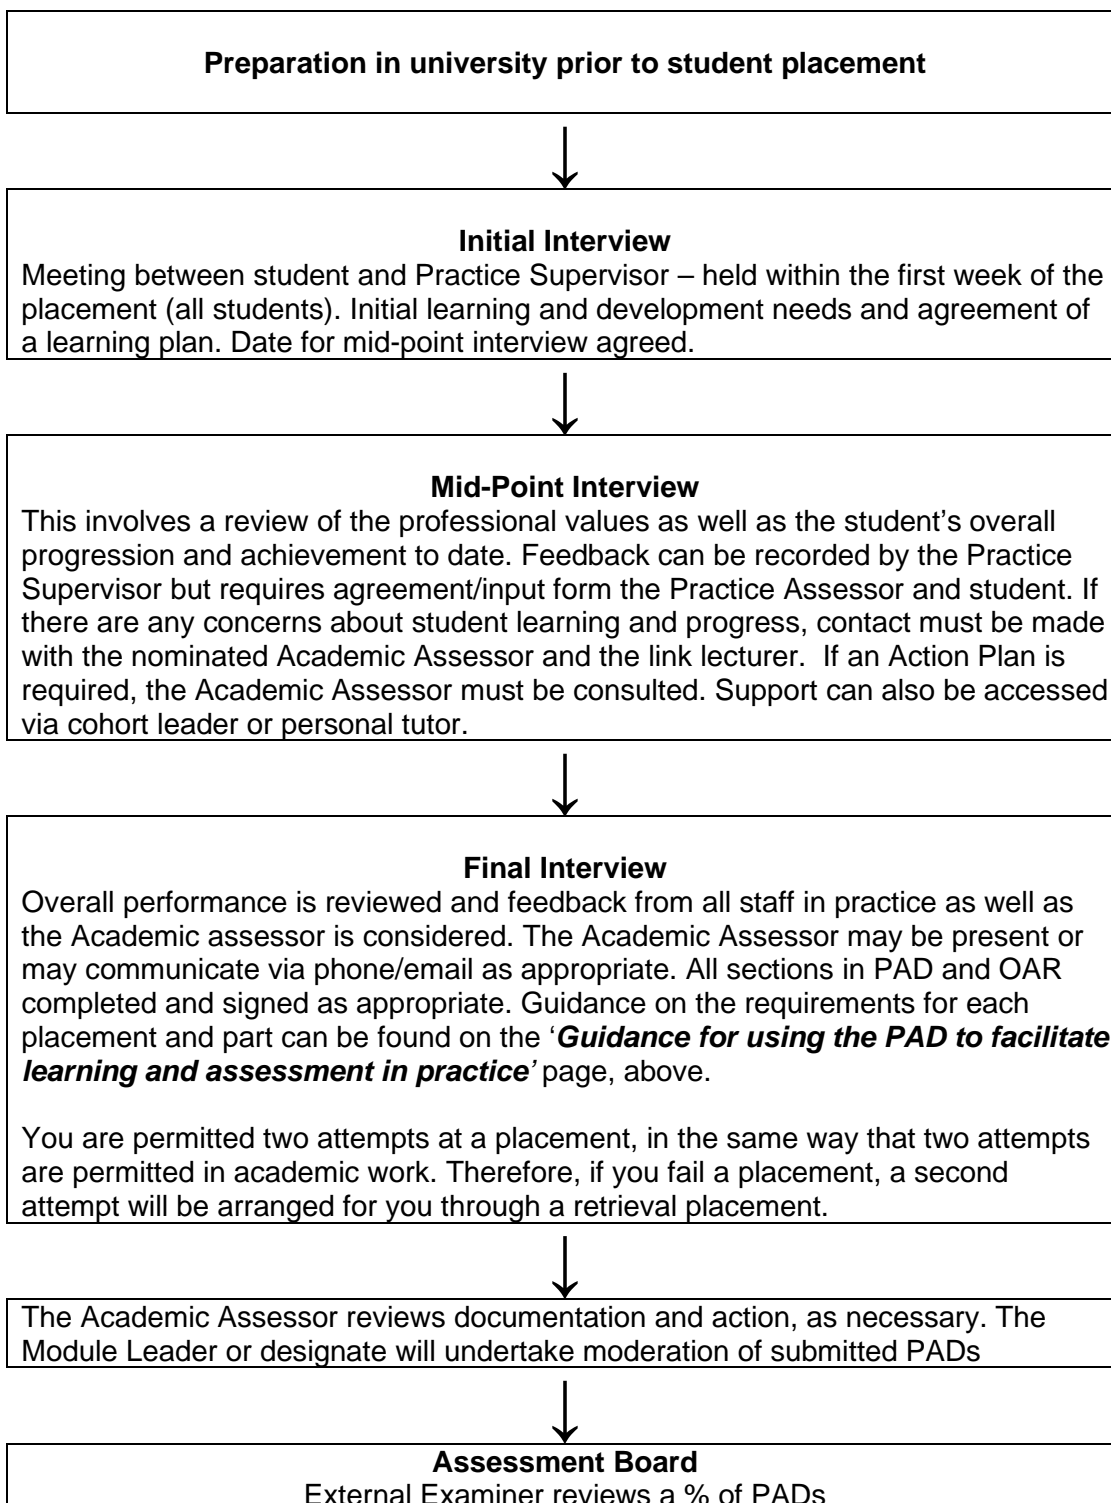 Preparation in university prior to student placement
Initial Interview
Meeting between student and Practice Supervisor – held within the first week of the
placement (all students). Initial learning and development needs and agreement of
a learning plan. Date for mid-point interview agreed.
Mid-Point Interview
This involves a review of the professional values as well as the student’s overall
progression and achievement to date. Feedback can be recorded by the Practice
Supervisor but requires agreement/input form the Practice Assessor and student. If
there are any concerns about student learning and progress, contact must be made
with the nominated Academic Assessor and the link lecturer.  If an Action Plan is
required, the Academic Assessor must be consulted. Support can also be accessed
via cohort leader or personal tutor.
Final Interview
Overall performance is reviewed and feedback from all staff in practice as well as
the Academic assessor is considered. The Academic Assessor may be present or
may communicate via phone/email as appropriate. All sections in PAD and OAR
completed and signed as appropriate. Guidance on the requirements for each
placement and part can be found on the ‘Guidance for using the PAD to facilitate
learning and assessment in practice’ page, above.
You are permitted two attempts at a placement, in the same way that two attempts
are permitted in academic work. Therefore, if you fail a placement, a second
attempt will be arranged for you through a retrieval placement.
The Academic Assessor reviews documentation and action, as necessary. The
Module Leader or designate will undertake moderation of submitted PADs
Assessment Board
External Examiner reviews a % of PADs